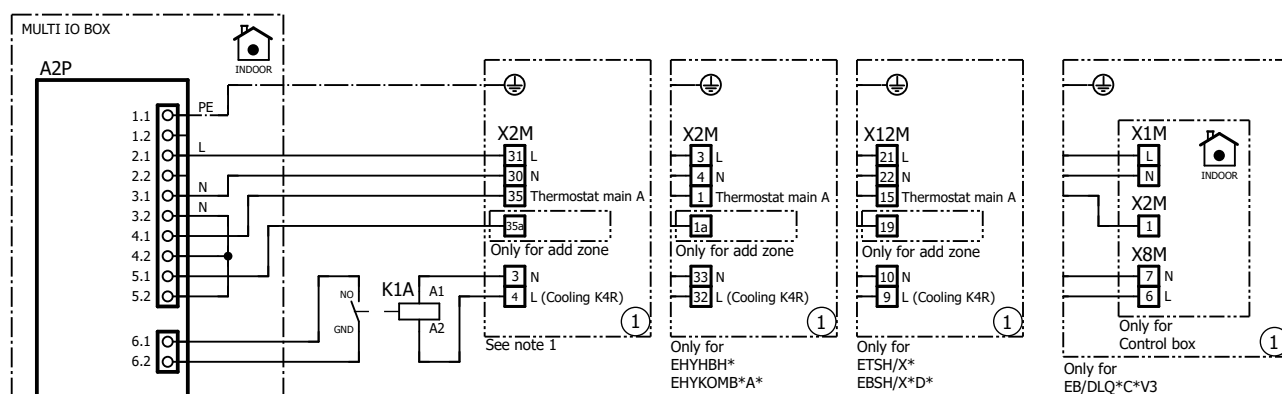 MULTI IO BOX
INDOOR
A2P
1.1
PE
1.2
2.1
L
2.2
3.1
N
3.2
N
4.1
4.2
5.1
5.2
6.1
6.2
NO
GND
K1A
A1
A2
X2M
31 L
30 N
35 Thermostat main A
35a
Only for add zone
3 N
4 L (Cooling K4R)
1
See note 1
X2M
3 L
4 N
1 Thermostat main A
1a
Only for add zone
33 N
32 L (Cooling K4R)
1
Only for
EHYHBH*
EHYKOMB*A*
X12M
21 L
22 N
15 Thermostat main A
19
Only for add zone
10 N
9 L (Cooling K4R)
1
Only for
ETSH/X*
EBSH/X*D*
X1M
L
N
INDOOR
X2M
1
X8M
7 N
6 L
Only for
Control box
1
Only for
EB/DLQ*C*V3